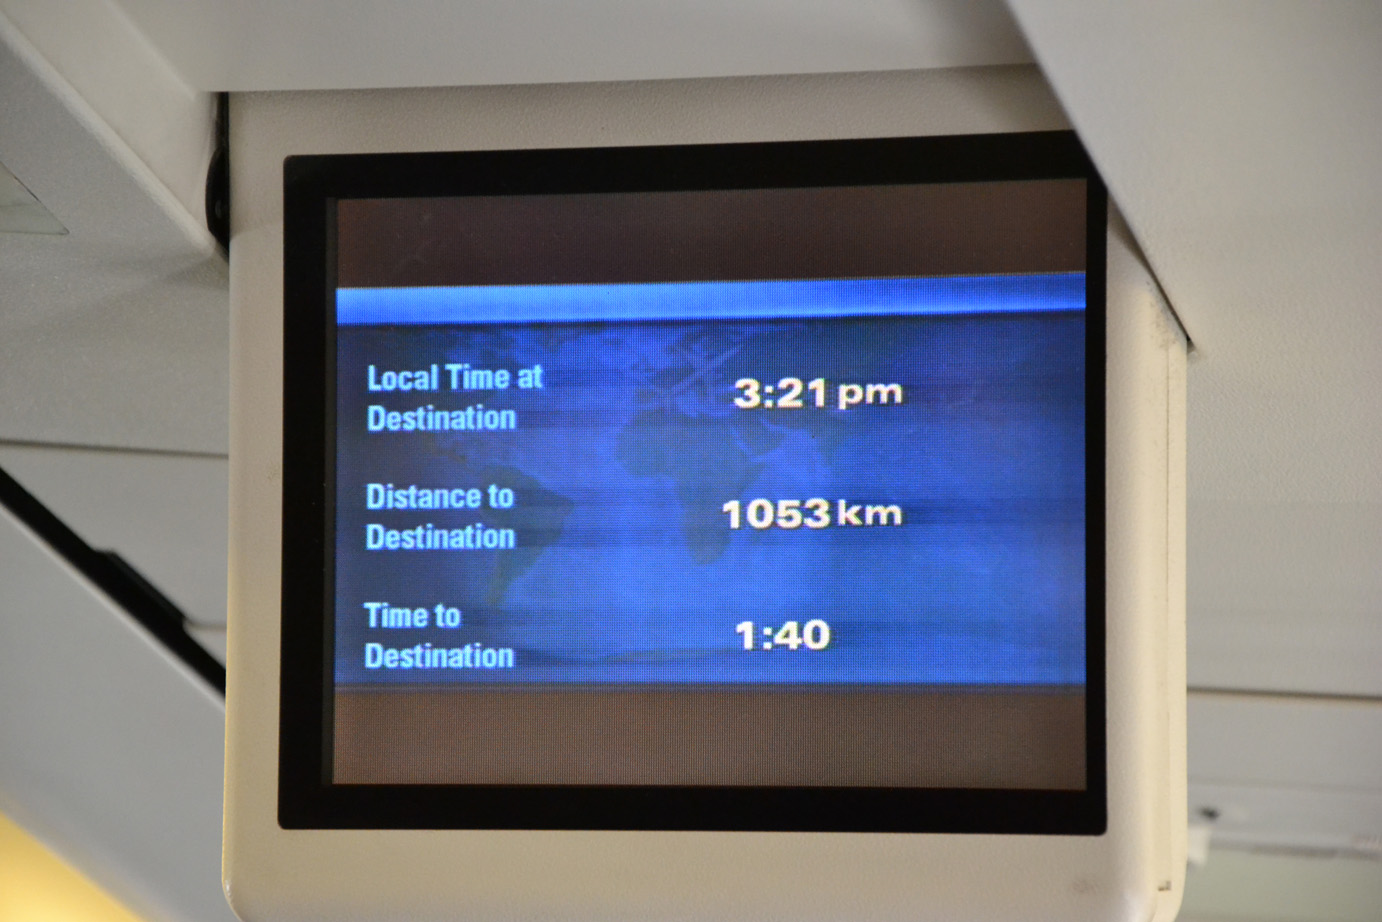 Local Time at
Destination
3:21 pm
Distance to
Destination
1053 km
Time to
Destination
1:40